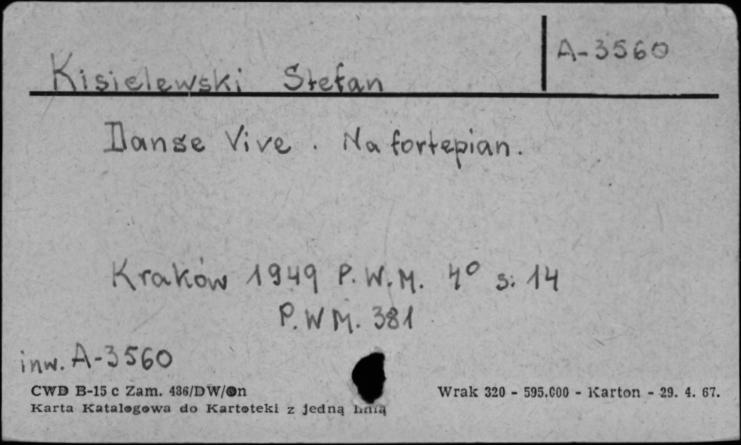 A-3560
Kisielewski Stefan
Danse Vive. Na fortepian.
Kraków 1949 P.W.M. 4° s. 14
P.W.M. 381
inw. A-3560
CWD B-15 c Zam. 486/DW/On
Wrak 320 - 595.000 - Karton - 29. 4. 67.
Karta Katalogowa do Kartoteki z jedną linią